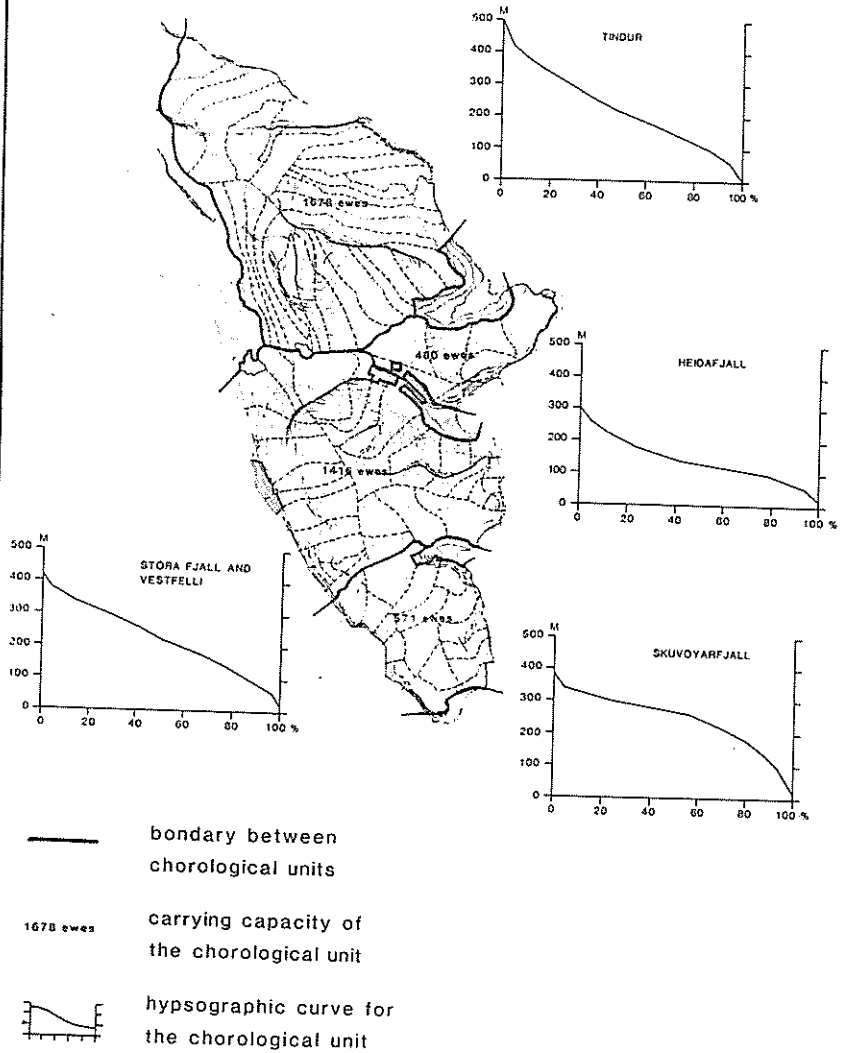 M
500
400
300
200
100
0
TINDUR
0 20 40 60 80 100 %
1678 ewes
480 ewes
1416 ewes
571 ewes
M
500
400
300
200
100
0
HEIDAFJALL
0 20 40 60 80 100 %
M
500
400
300
200
100
0
STORA FJALL AND
VESTFELLI
0 20 40 60 80 100 %
M
500
400
300
200
100
0
SKUVOYARFJALL
0 20 40 60 80 100 %
bondary between
chorological units
1678 ewes
carrying capacity of
the chorological unit
hypsographic curve for
the chorological unit